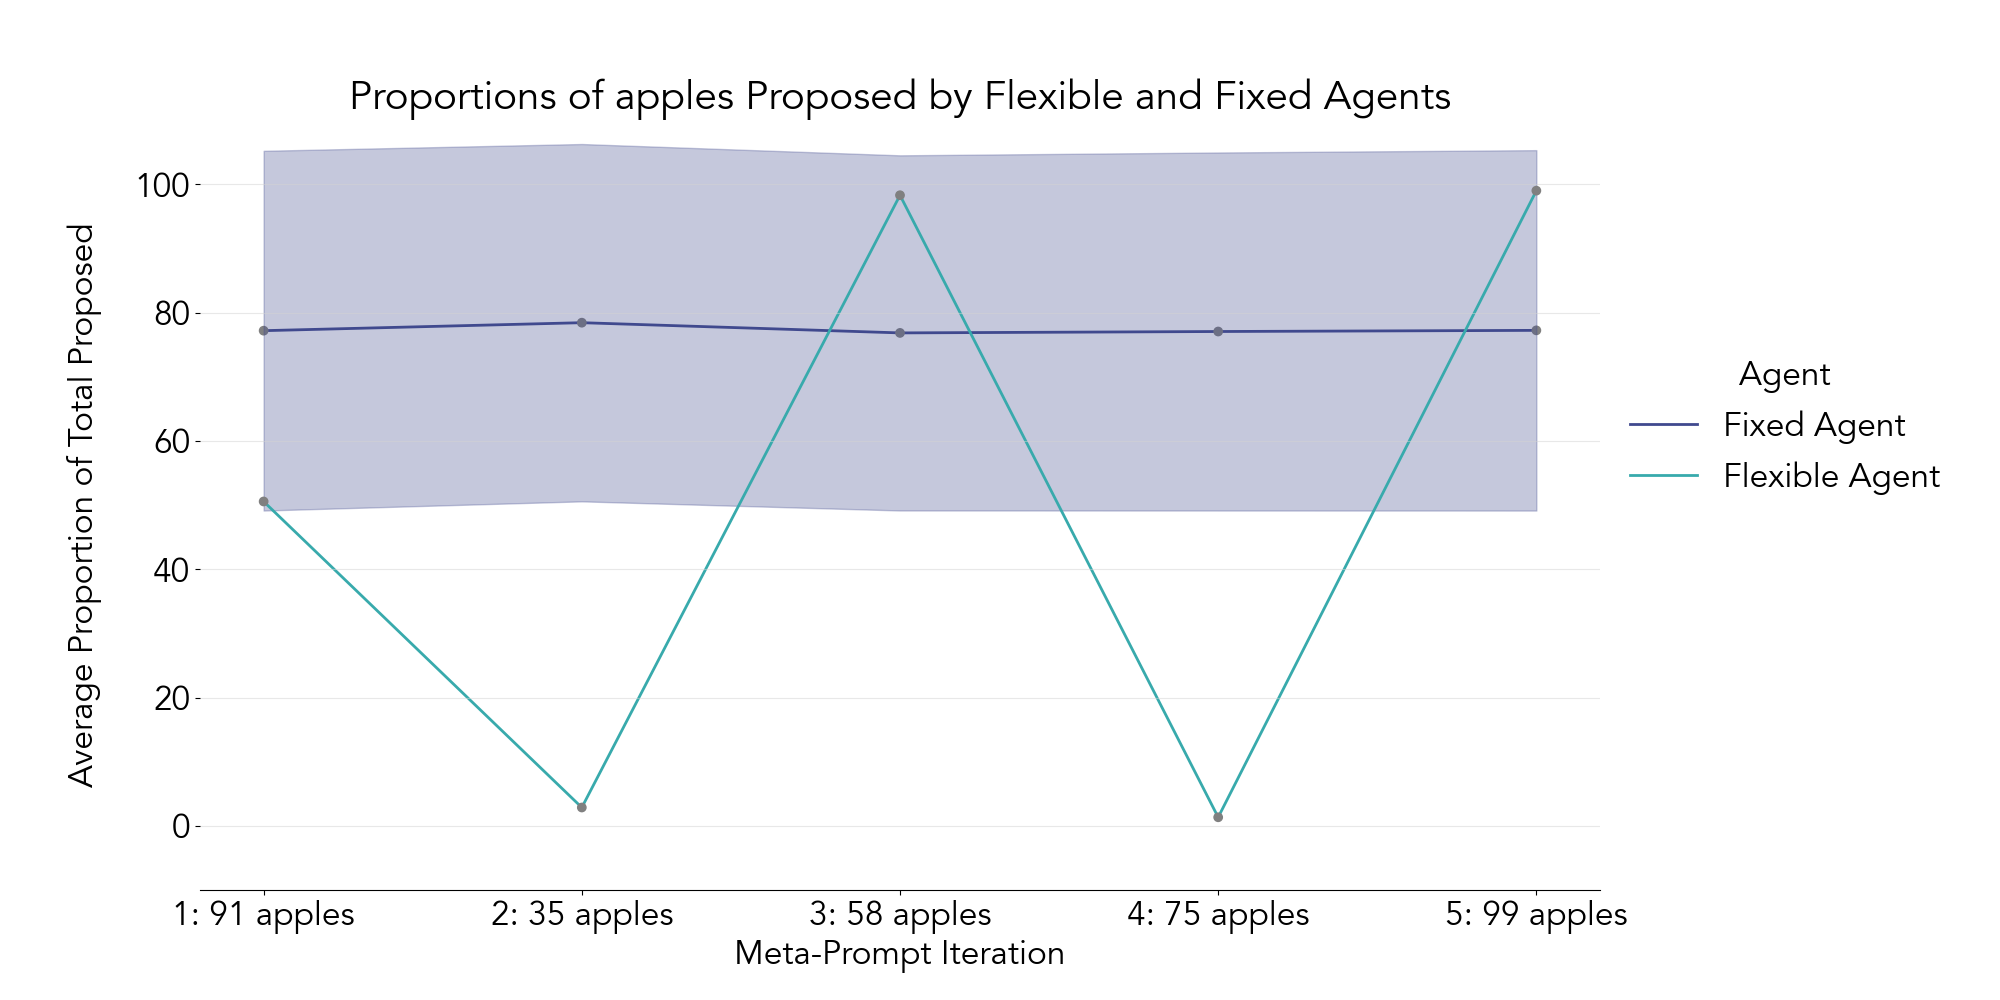 Proportions of apples Proposed by Flexible and Fixed Agents
Average Proportion of Total Proposed
100
80
60
40
20
0
1: 91 apples
2: 35 apples
3: 58 apples
4: 75 apples
5: 99 apples
Meta-Prompt Iteration
Agent
Fixed Agent
Flexible Agent